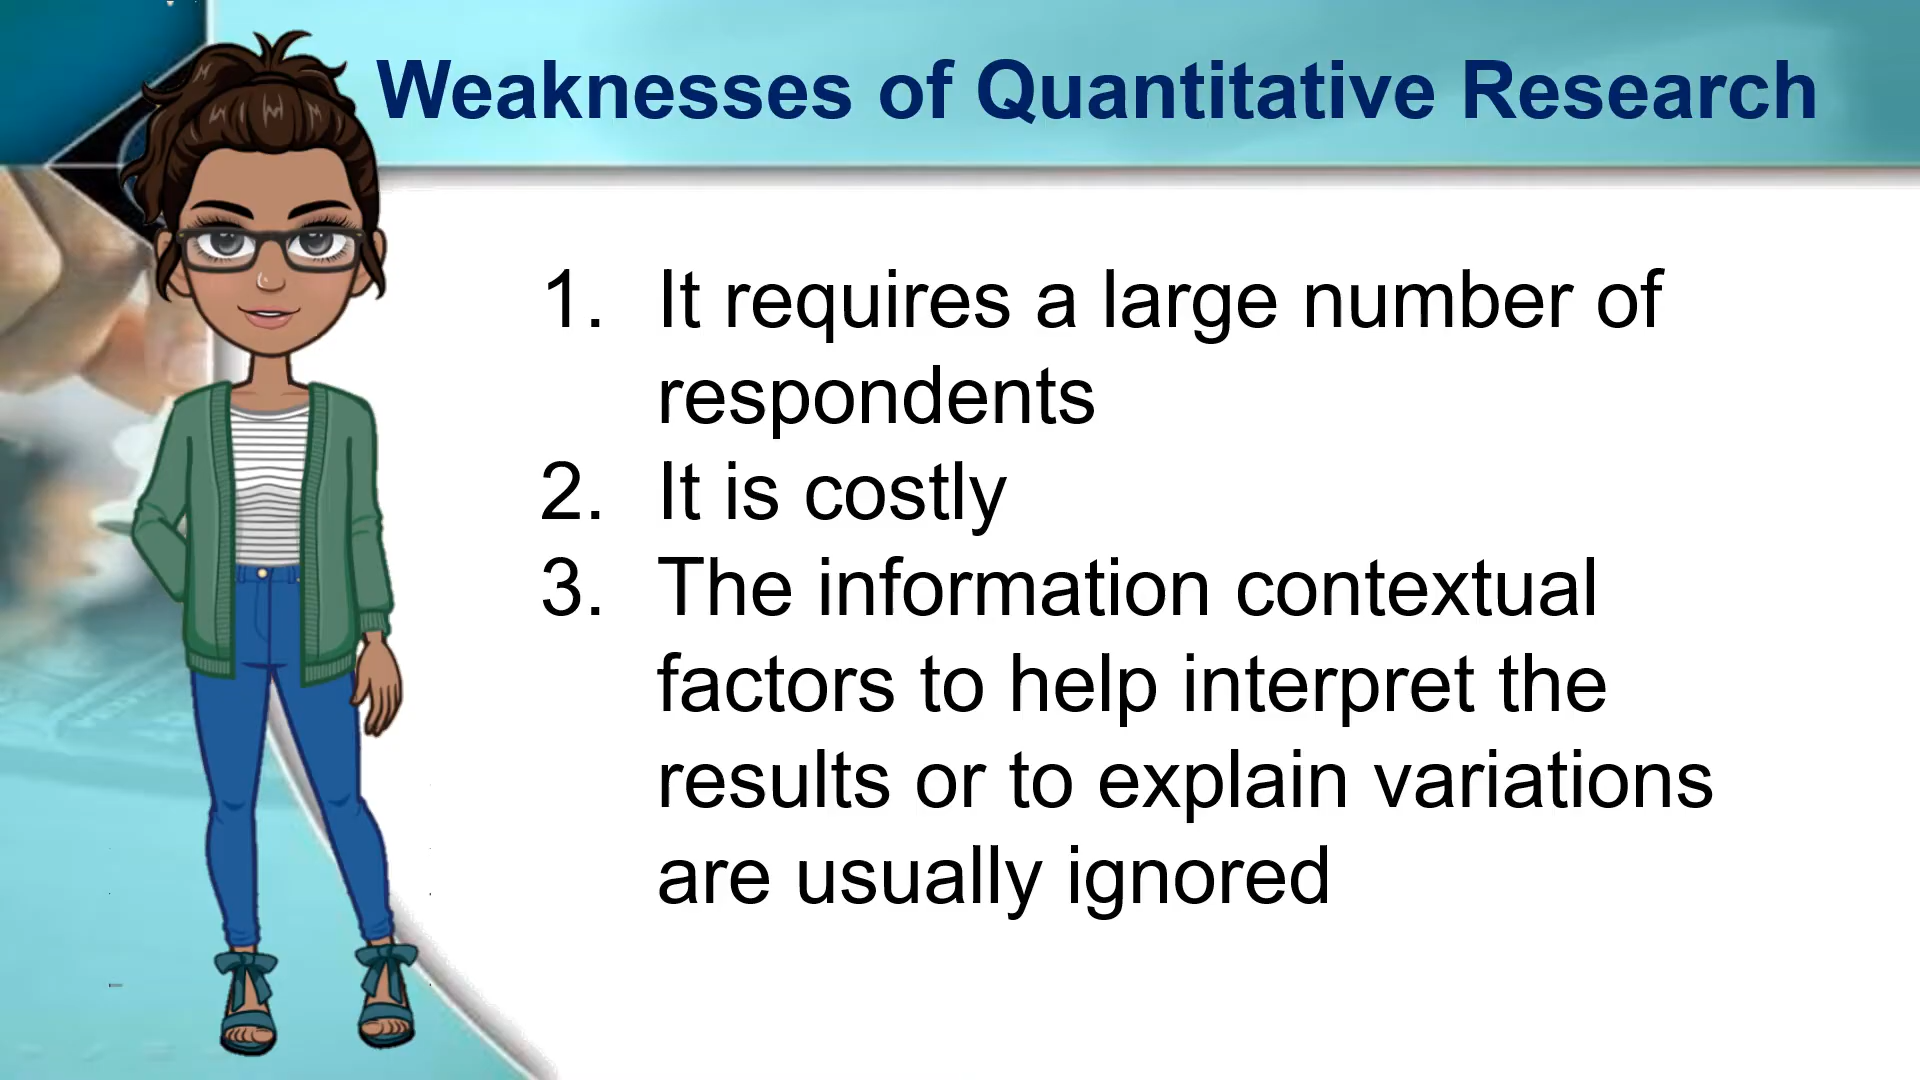 Weaknesses of Quantitative Research
1. It requires a large number of
respondents
2. It is costly
3. The information contextual
factors to help interpret the
results or to explain variations
are usually ignored